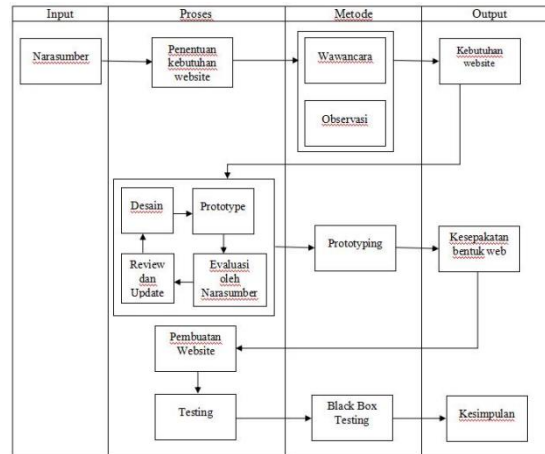 Input
Proses
Metode
Output
Narasumber
Penentuan
kebutuhan
website
Wawancara
Observasi
Kebutuhan
website
Desain
Prototype
Review
dan
Update
Evaluasi
oleh
Narasumber
Prototyping
Kesepakatan
bentuk web
Pembuatan
Website
Testing
Black Box
Testing
Kesimpulan